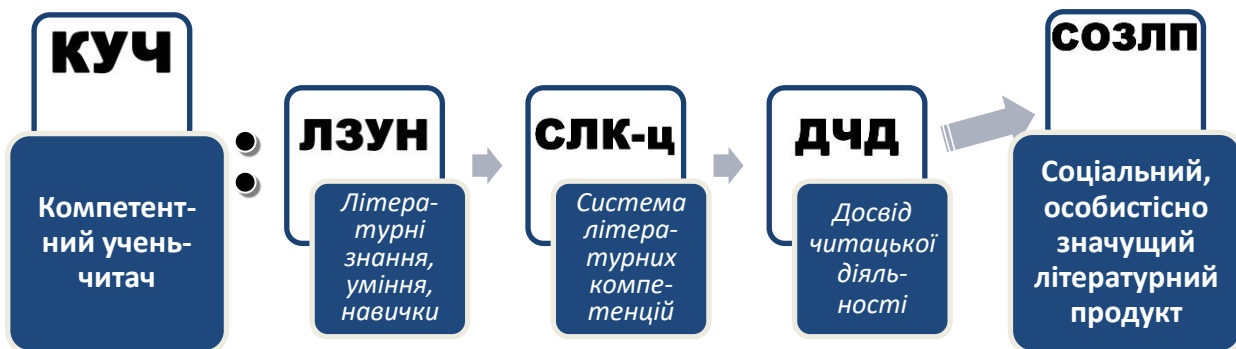 КУЧ
Компетент-
ний учень-
читач
:
ЛЗУН
Літера-
турні
знання,
уміння,
навички
СЛК-ц
Система
літера-
турних
компе-
тенцій
ДЧД
Досвід
читацької
діяль-
ності
СОЗЛП
Соціальний,
особистісно
значущий
літературний
продукт